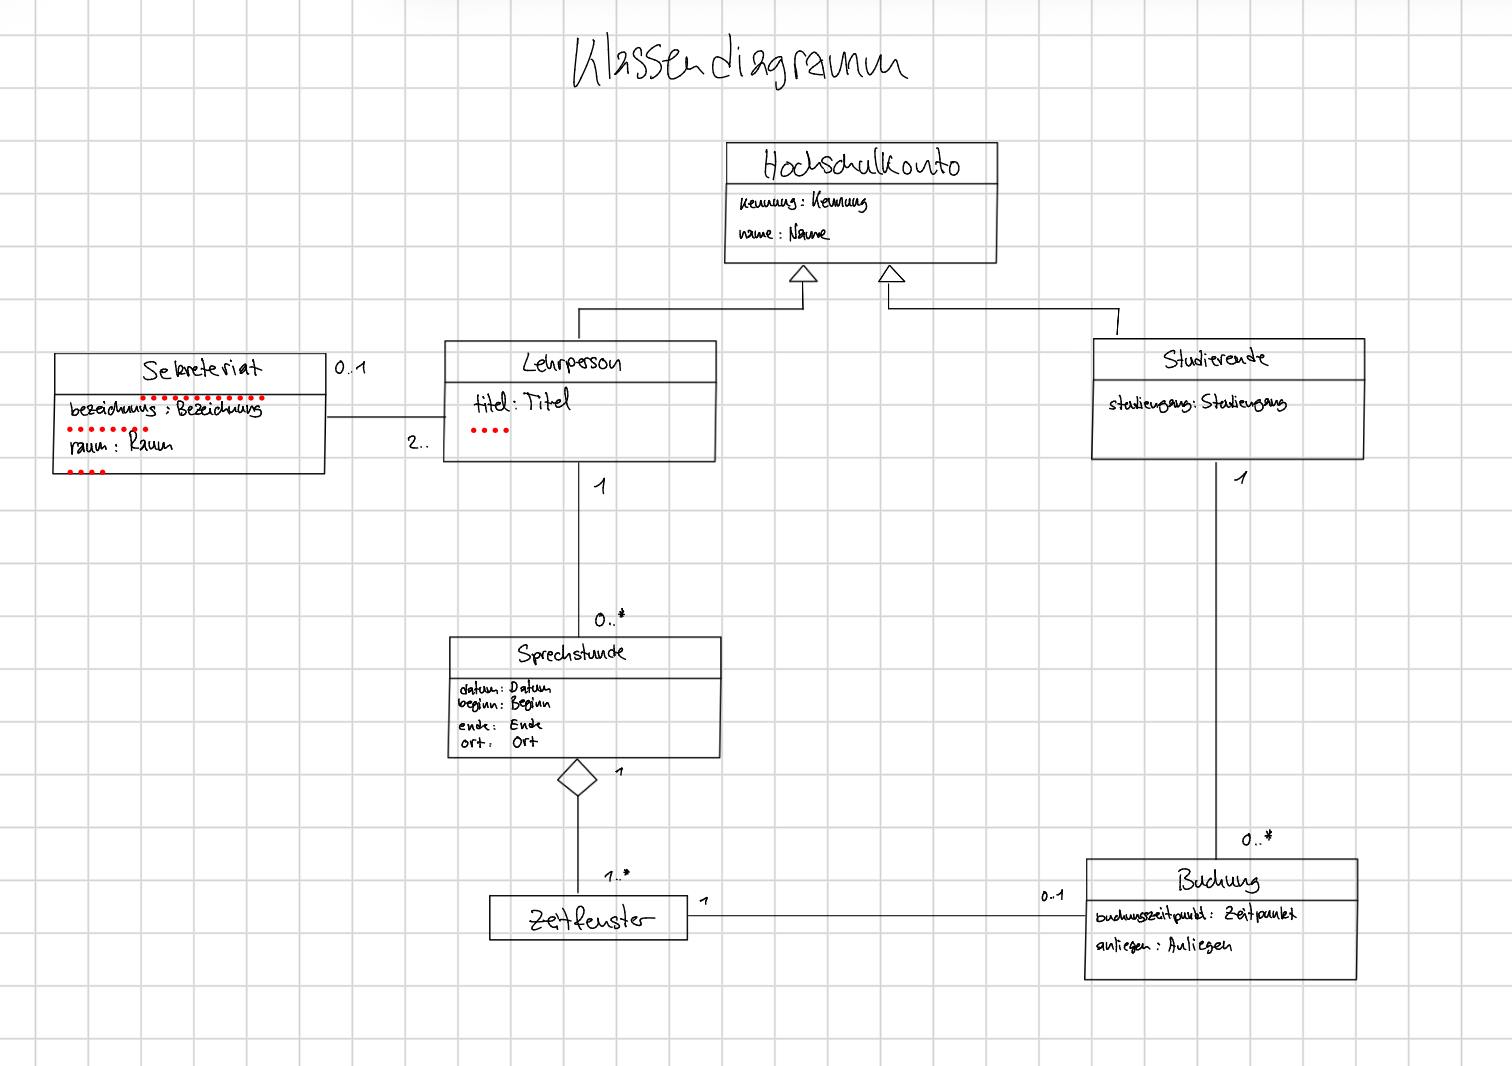 Klassendiagramm
Hochschulkonto
kennung: Kennung
name: Name
Sekreteriat
0..1
bezeichnung: Bezeichnung
raum: Raum
2..
Lehrperson
titel: Titel
1
Studierende
studiengang: Studiengang
1
0..*
Sprechstunde
datum: Datum
beginn: Beginn
ende: Ende
ort: Ort
1
1..*
Zeitfenster
1
0..1
0..*
Buchung
buchungszeitpunkt: Zeitpunkt
anliegen: Anliegen